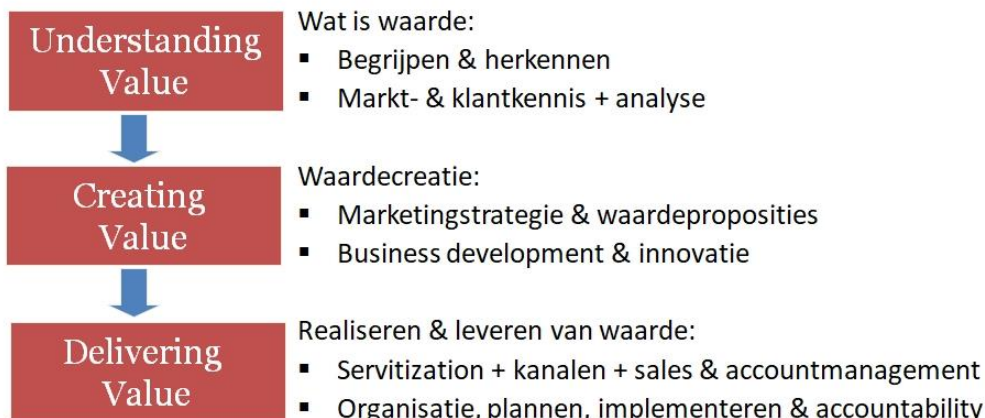 Understanding
Value
Wat is waarde:
▪ Begrijpen & herkennen
▪ Markt- & klantkennis + analyse
Creating
Value
Waardecreatie:
▪ Marketingstrategie & waardeproposities
▪ Business development & innovatie
Delivering
Value
Realiseren & leveren van waarde:
▪ Servitization + kanalen + sales & accountmanagement
▪ Organisatie, plannen, implementeren & accountability